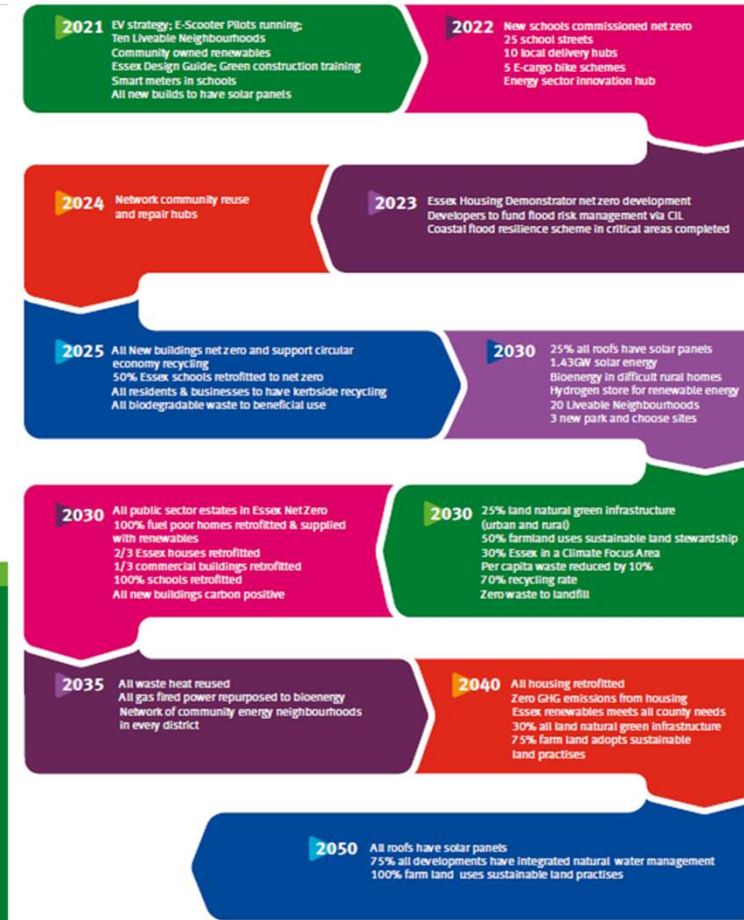 2021 EV strategy; E-Scooter Pilots running;
Ten Liveable Neighbourhoods
Community owned renewables
Essex Design Guide; Green construction training
Smart meters in schools
All new builds to have solar panels
2022 New schools commissioned net zero
25 school streets
10 local delivery hubs
5 E-cargo bike schemes
Energy sector innovation hub
2023 Essex Housing Demonstrator net zero development
Developers to fund flood risk management via CIL
Coastal flood resilience scheme in critical areas completed
2024 Network community reuse
and repair hubs
2025 All New buildings net zero and support circular
economy recycling
50% Essex schools retrofitted to net zero
All residents & businesses to have kerbside recycling
All biodegradable waste to beneficial use
2030 25% all roofs have solar panels
1.43GW solar energy
Bioenergy in difficult rural homes
Hydrogen store for renewable energy
20 Liveable Neighbourhoods
3 new park and choose sites
2030 25% land natural green infrastructure
(urban and rural)
50% farmland uses sustainable land stewardship
30% Essex in a Climate Focus Area
Per capita waste reduced by 10%
70% recycling rate
Zero waste to landfill
2030 All public sector estates in Essex Net Zero
100% fuel poor homes retrofitted & supplied
with renewables
2/3 Essex houses retrofitted
1/3 commercial buildings retrofitted
100% schools retrofitted
All new buildings carbon positive
2035 All waste heat reused
All gas fired power repurposed to bioenergy
Network of community energy neighbourhoods
in every district
2040 All housing retrofitted
Zero GHG emissions from housing
Essex renewables meets all county needs
30% all land natural green infrastructure
75% farm land adopts sustainable
land practises
2050 All roofs have solar panels
75% all developments have integrated natural water management
100% farm land uses sustainable land practises